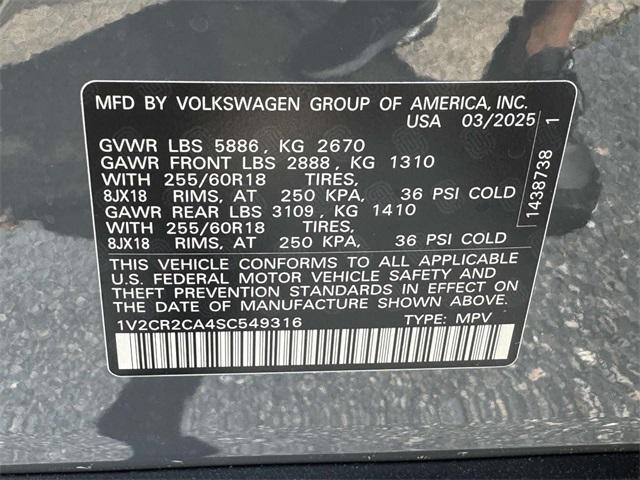 MFD BY VOLKSWAGEN GROUP OF AMERICA, INC.
USA 03/2025
GVWR LBS 5886, KG 2670
GAWR FRONT LBS 2888, KG 1310
WITH 255/60R18 TIRES,
8JX18 RIMS, AT 250 KPA, 36 PSI COLD
GAWR REAR LBS 3109, KG 1410
WITH 255/60R18 TIRES,
8JX18 RIMS, AT 250 KPA, 36 PSI COLD
THIS VEHICLE CONFORMS TO ALL APPLICABLE
U.S. FEDERAL MOTOR VEHICLE SAFETY AND
THEFT PREVENTION STANDARDS IN EFFECT ON
THE DATE OF MANUFACTURE SHOWN ABOVE.
1V2CR2CA4SC549316 TYPE: MPV
1438738 1